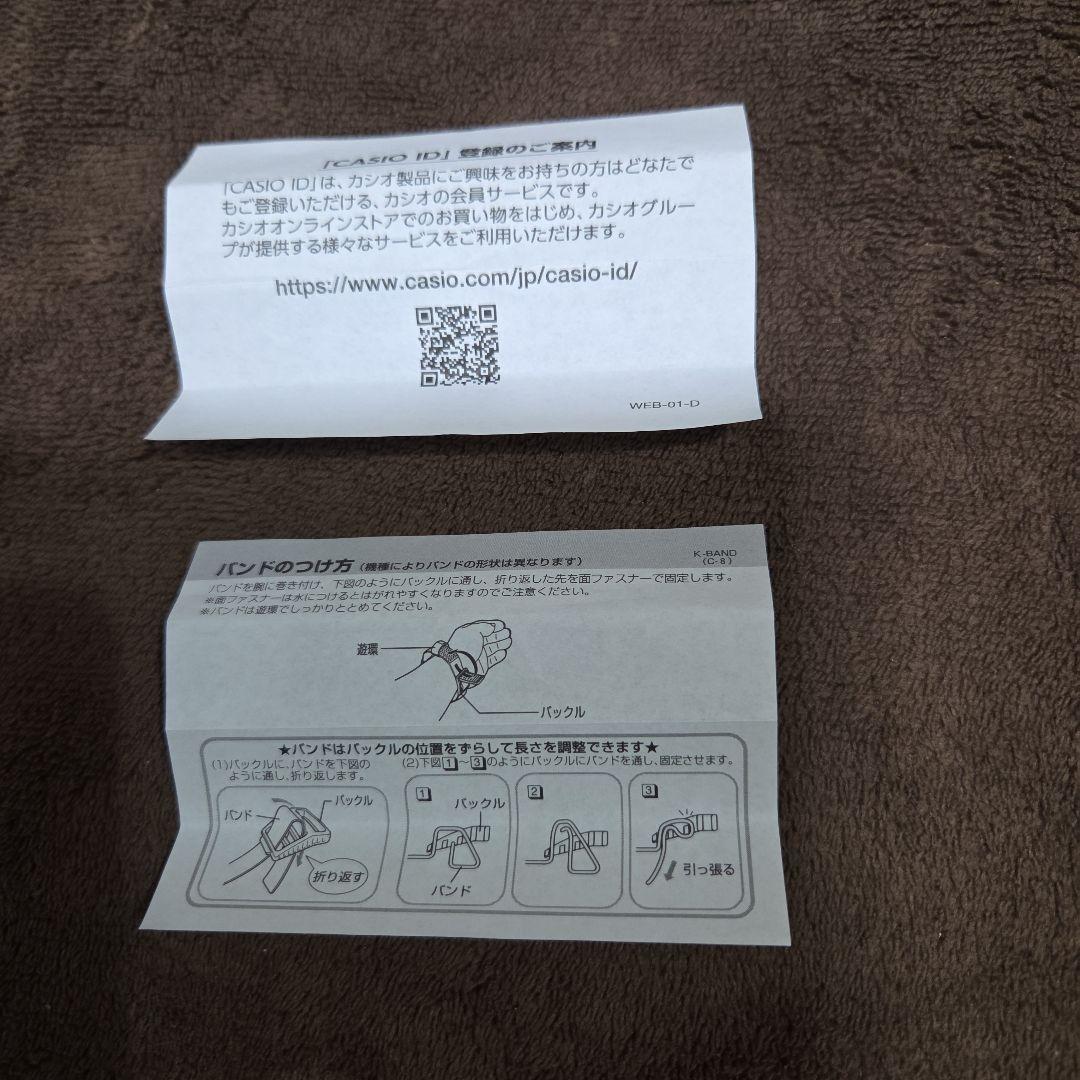 「CASIO ID」登録のご案内
「CASIO ID」は、カシオ製品にご興味をお持ちの方はどなたで
もご登録いただける、カシオの会員サービスです。
カシオオンラインストアでのお買い物をはじめ、カシオグルー
プが提供する様々なサービスをご利用いただけます。
https://www.casio.com/jp/casio-id/
WEB-01-D
バンドのつけ方(機種によりバンドの形状は異なります)
K-BAND
(C-8)
バンドを腕に巻き付け、下図のようにバックルに通し、折り返した先を面ファスナーで固定します。
※面ファスナーは水につけるとはがれやすくなりますのでご注意ください。
※バンドは遊環でしっかりととめてください。
遊環
バックル
★バンドはバックルの位置をずらして長さを調整できます★
(1)バックルに、バンドを下図の
ように通し、折り返します。
(2)下図1~3のようにバックルにバンドを通し、固定させます。
バンド
バックル
折り返す
1
バックル
バンド
2
3
引っ張る